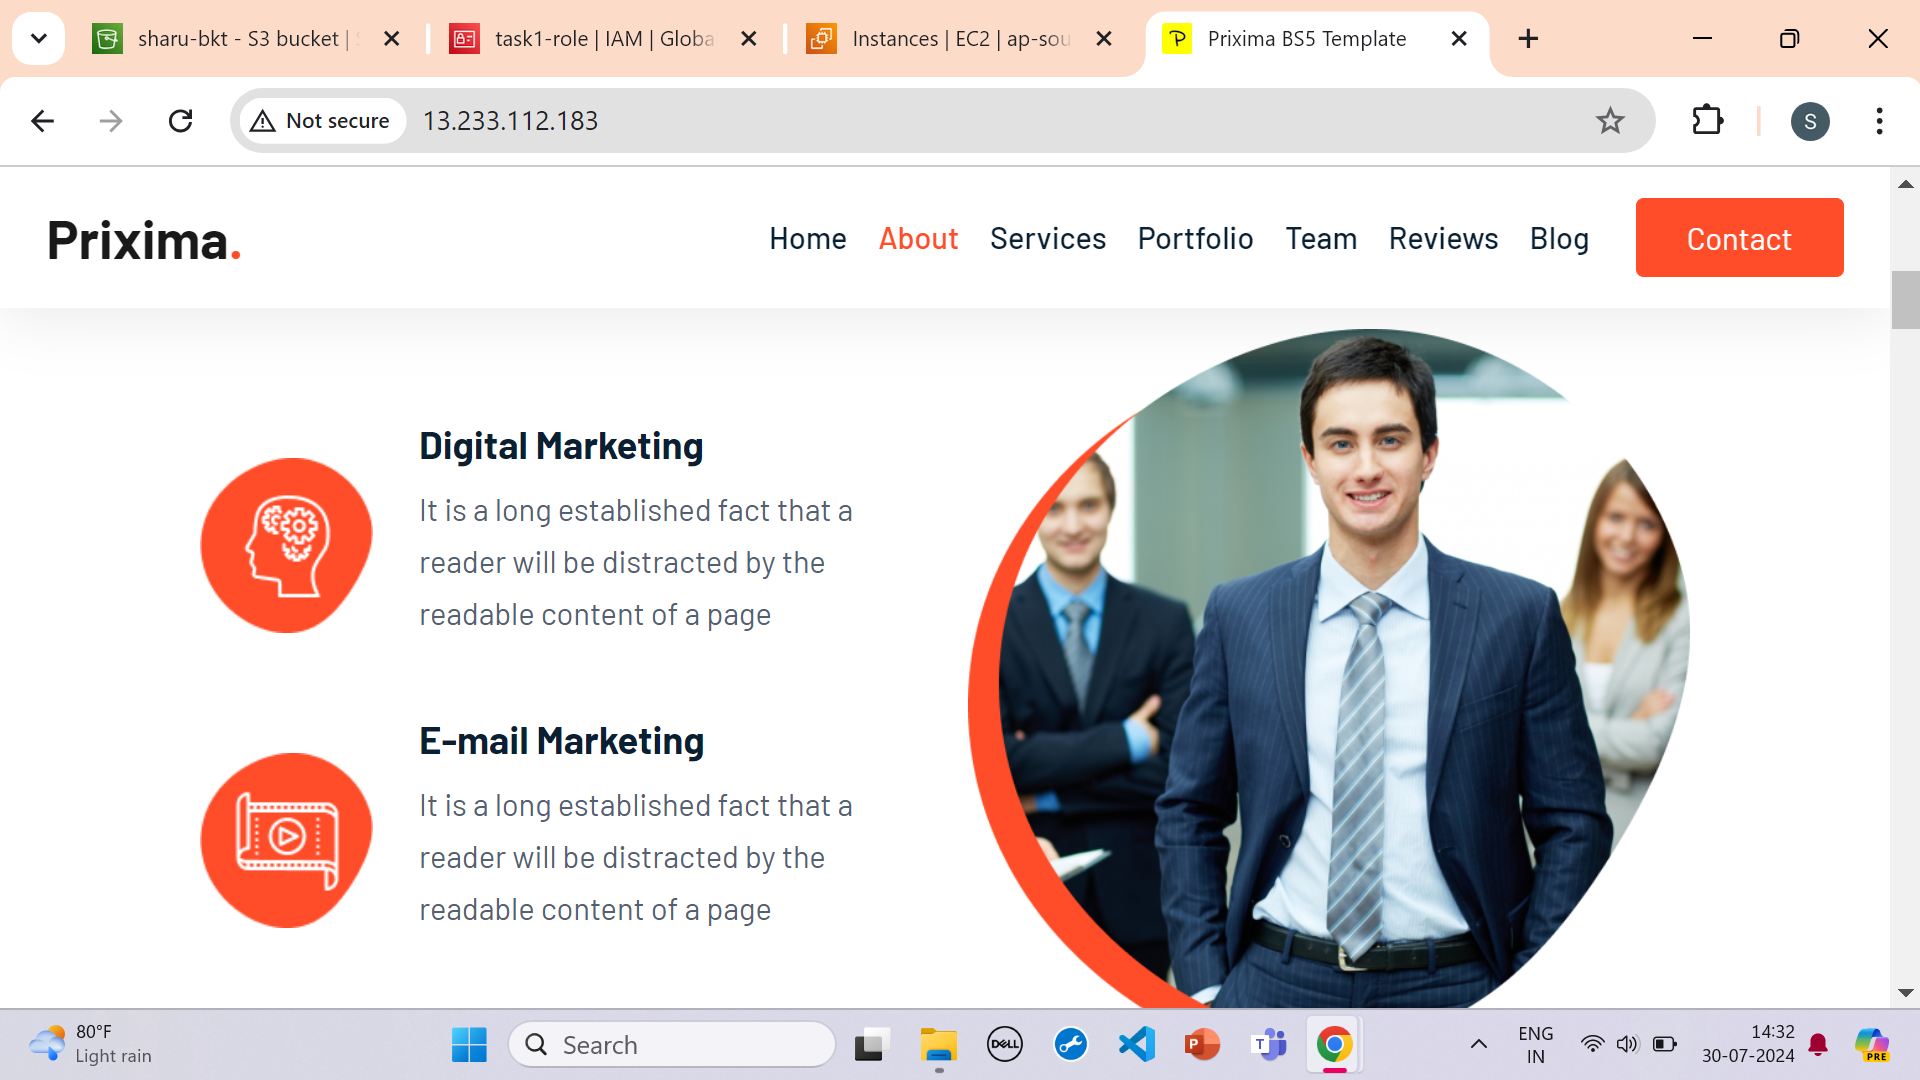 sharu-bkt - S3 bucket |
task1-role | IAM | Globa
Instances | EC2 | ap-sou
Prixima BS5 Template
Not secure
13.233.112.183
S
Prixima.
Home
About
Services
Portfolio
Team
Reviews
Blog
Contact
Digital Marketing
It is a long established fact that a
reader will be distracted by the
readable content of a page
E-mail Marketing
It is a long established fact that a
reader will be distracted by the
readable content of a page
80°F
Light rain
Search
DELL
P
T
ENG
IN
14:32
30-07-2024
PRE